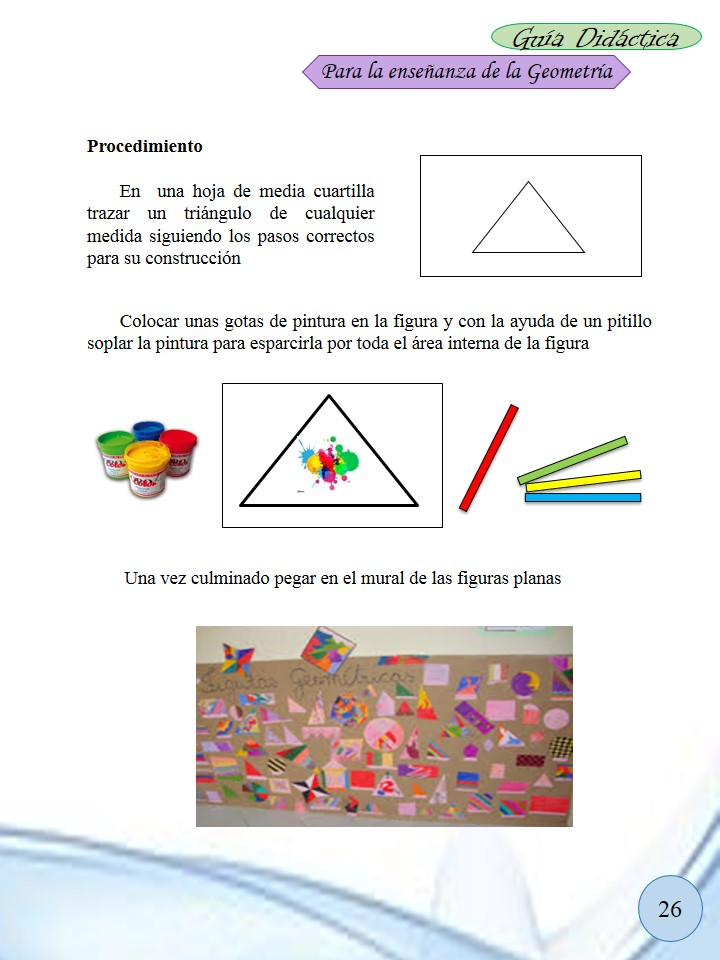 Guía Didáctica
Para la enseñanza de la Geometría
Procedimiento
En una hoja de media cuartilla
trazar un triángulo de cualquier
medida siguiendo los pasos correctos
para su construcción
Colocar unas gotas de pintura en la figura y con la ayuda de un pitillo
soplar la pintura para esparcirla por toda el área interna de la figura
Una vez culminado pegar en el mural de las figuras planas
Figuras Geométricas
2
26